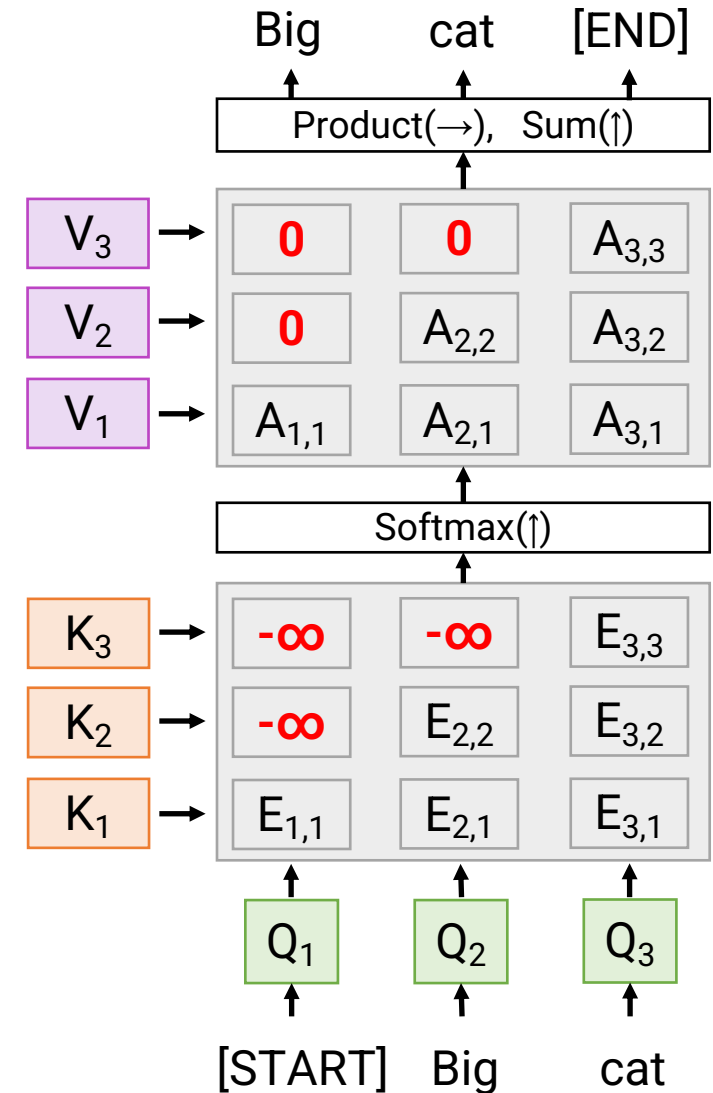 Big cat [END]
Product(→), Sum(↑)
V₃ 0 0 A₃,₃
V₂ 0 A₂,₂ A₃,₂
V₁ A₁,₁ A₂,₁ A₃,₁
Softmax(↑)
K₃ -∞ -∞ E₃,₃
K₂ -∞ E₂,₂ E₃,₂
K₁ E₁,₁ E₂,₁ E₃,₁
Q₁ Q₂ Q₃
[START] Big cat